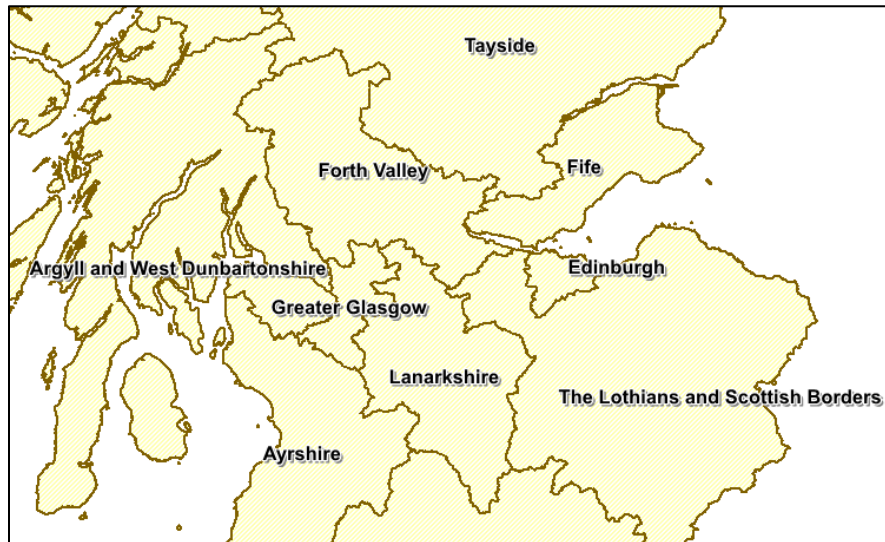 Tayside
Forth Valley
Fife
Argyll and West Dunbartonshire
Edinburgh
Greater Glasgow
Lanarkshire
The Lothians and Scottish Borders
Ayrshire